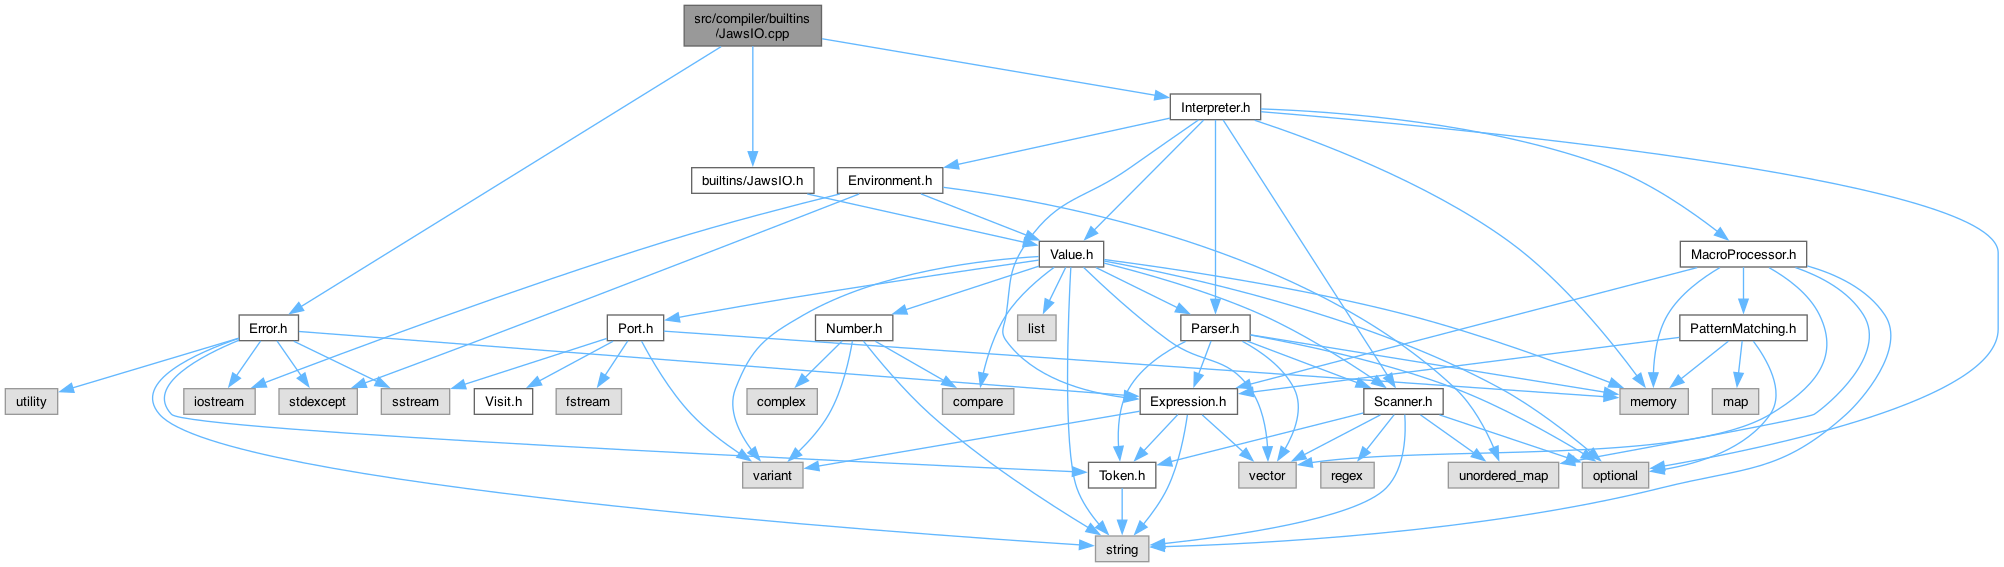 src/compiler/builtins
/JawsIO.cpp
Interpreter.h
builtins/JawsIO.h
Environment.h
Value.h
MacroProcessor.h
Error.h
Port.h
Number.h
list
Parser.h
PatternMatching.h
utility
iostream
stdexcept
sstream
Visit.h
fstream
complex
compare
Expression.h
Scanner.h
memory
map
variant
Token.h
vector
regex
unordered_map
optional
string